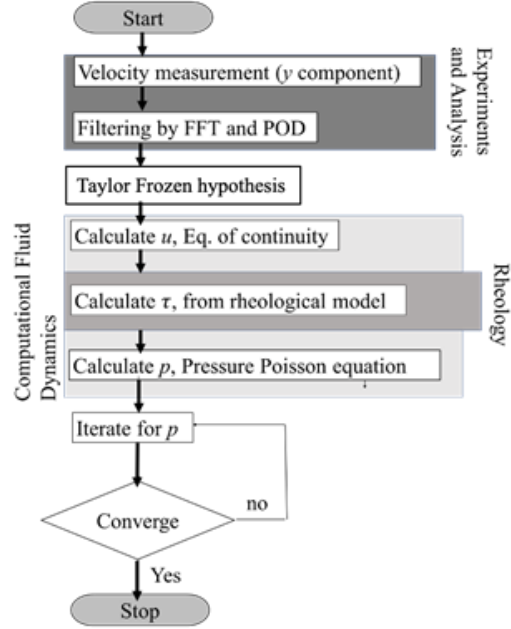 Start
Velocity measurement (y component)
Filtering by FFT and POD
Experiments
and Analysis
Taylor Frozen hypothesis
Calculate u, Eq. of continuity
Calculate τ, from rheological model
Calculate p, Pressure Poisson equation
Computational Fluid
Dynamics
Rheology
Iterate for p
Converge
no
Yes
Stop